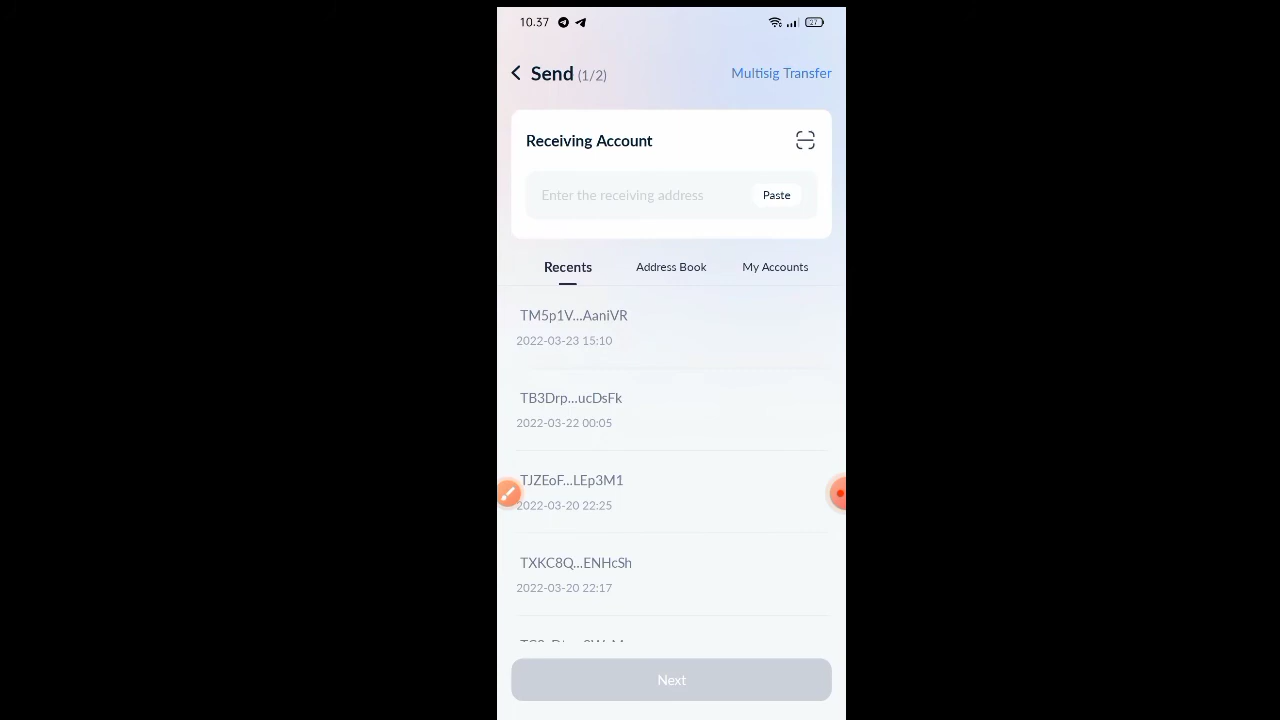 10.37
27
Send (1/2)
Multisig Transfer
Receiving Account
Enter the receiving address
Paste
Recents
Address Book
My Accounts
TM5p1V...AaniVR
2022-03-23 15:10
TB3Drp...ucDsFk
2022-03-22 00:05
TJZEoF...LEp3M1
2022-03-20 22:25
TXKC8Q...ENHcSh
2022-03-20 22:17
Next